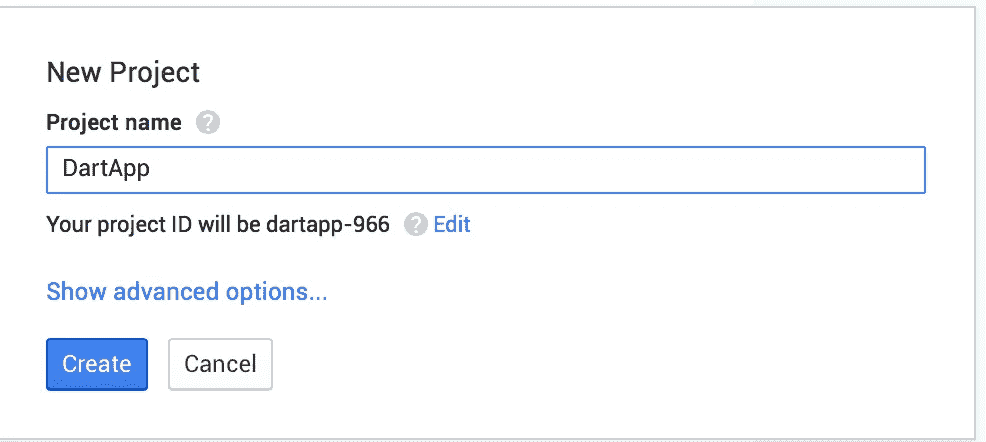 New Project
Project name ?
DartApp
Your project ID will be dartapp-966 ? Edit
Show advanced options...
Create Cancel